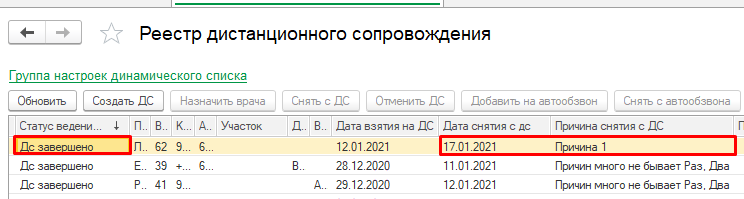 Реестр дистанционного сопровождения
Группа настроек динамического списка
Обновить Создать ДС Назначить врача Снять с ДС Отменить ДС Добавить на автообзвон Снять с автообзвона
Статус ведени... ↓ П.. В.. К... А.. Участок Д.. В.. Дата взятия на ДС Дата снятия с дс Причина снятия с ДС П
Дс завершено Л.. 62 9... 6... 12.01.2021 17.01.2021 Причина 1
Дс завершено Е.. 39 +... 6... В.. 28.12.2020 11.01.2021 Причин много не бывает Раз, Два
Дс завершено Р.. 41 9... А.. 29.12.2020 12.01.2021 Причин много не бывает Раз, Два